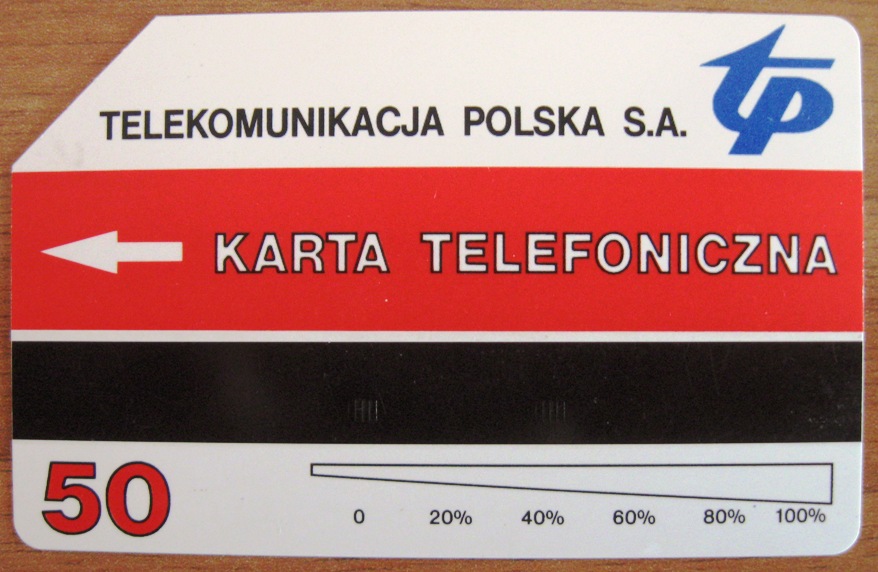 TELEKOMUNIKACJA POLSKA S.A.
tp
KARTA TELEFONICZNA
50
0 20% 40% 60% 80% 100%